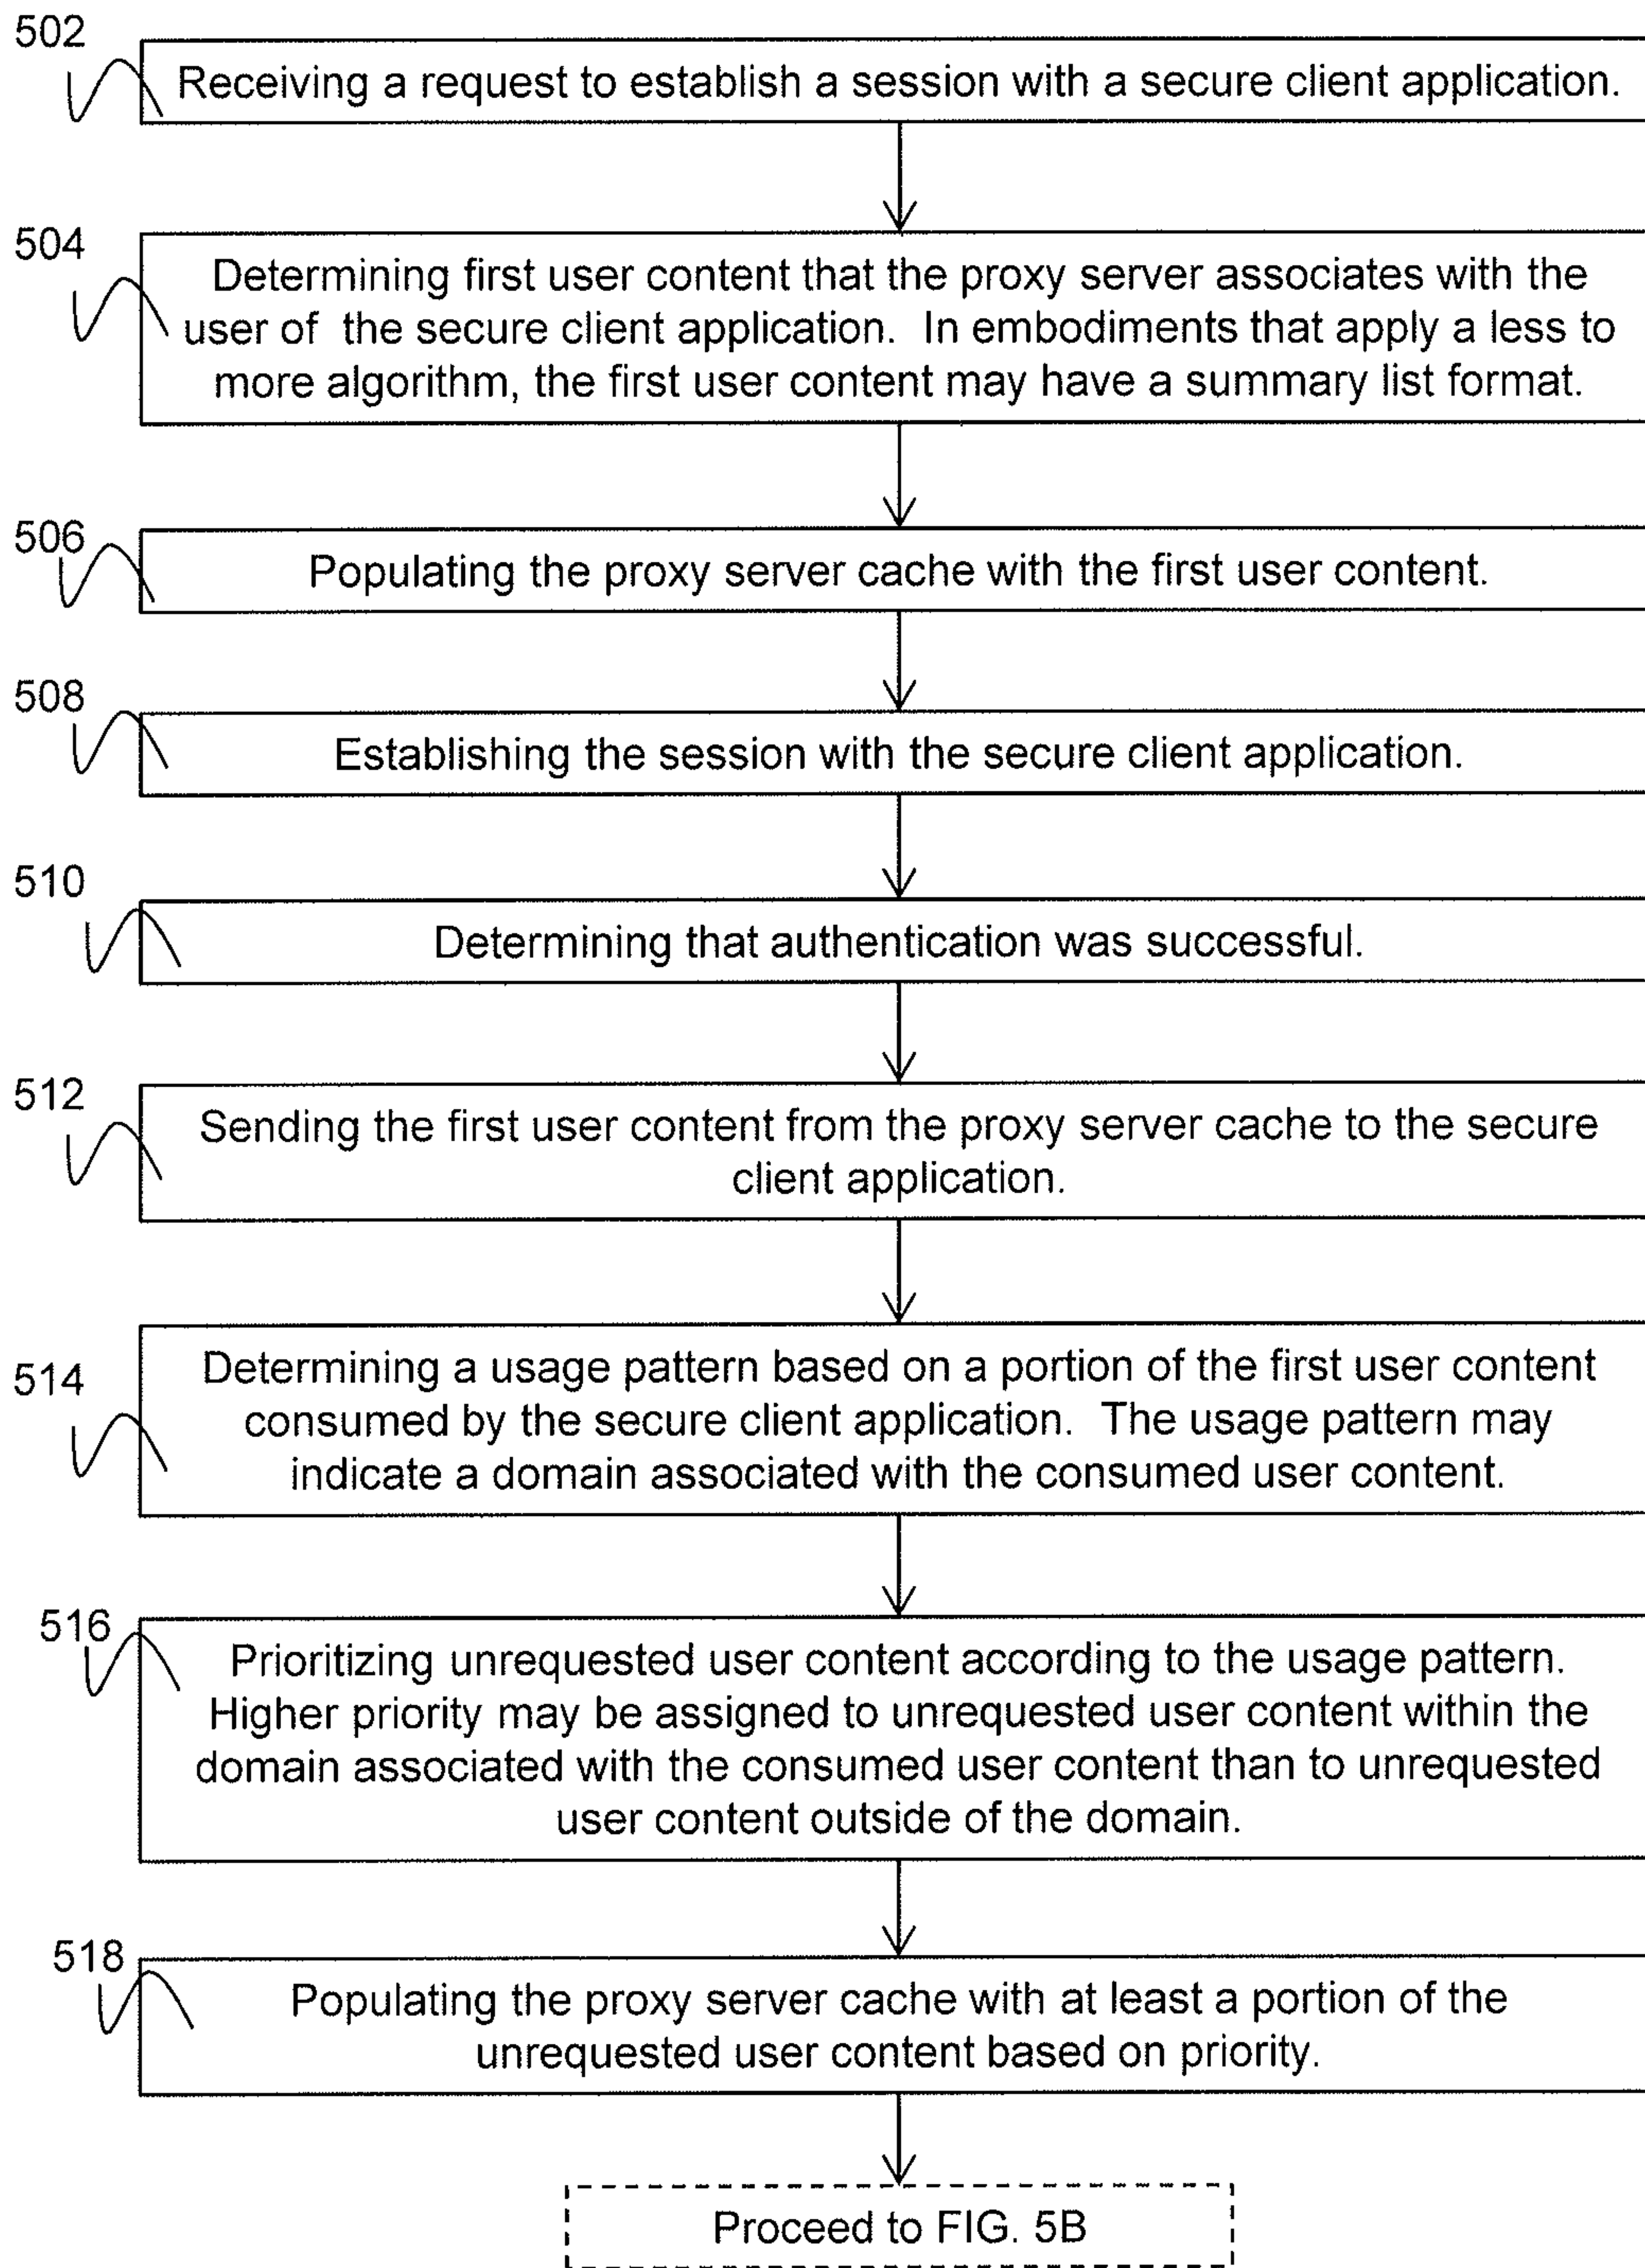 502
Receiving a request to establish a session with a secure client application.
504
Determining first user content that the proxy server associates with the
user of the secure client application. In embodiments that apply a less to
more algorithm, the first user content may have a summary list format.
506
Populating the proxy server cache with the first user content.
508
Establishing the session with the secure client application.
510
Determining that authentication was successful.
512
Sending the first user content from the proxy server cache to the secure
client application.
514
Determining a usage pattern based on a portion of the first user content
consumed by the secure client application. The usage pattern may
indicate a domain associated with the consumed user content.
516
Prioritizing unrequested user content according to the usage pattern.
Higher priority may be assigned to unrequested user content within the
domain associated with the consumed user content than to unrequested
user content outside of the domain.
518
Populating the proxy server cache with at least a portion of the
unrequested user content based on priority.
Proceed to FIG. 5B